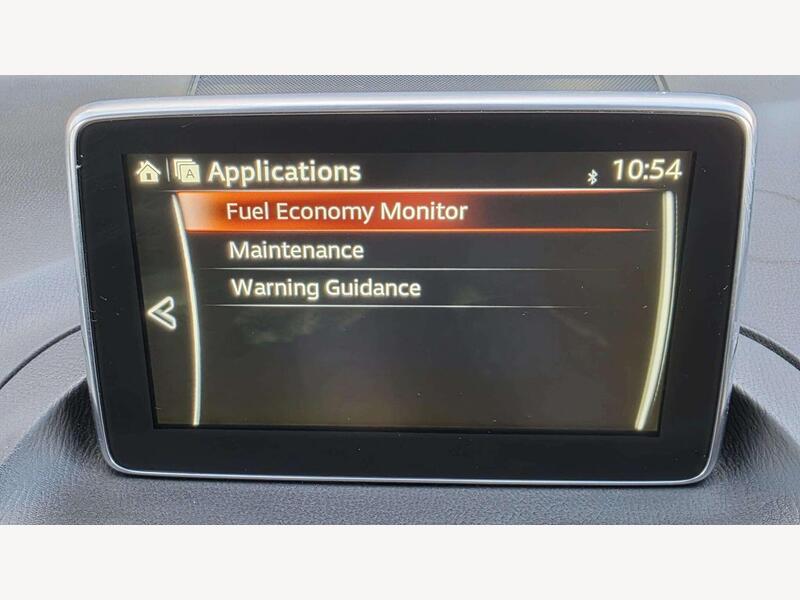 A Applications 10:54
Fuel Economy Monitor
Maintenance
Warning Guidance